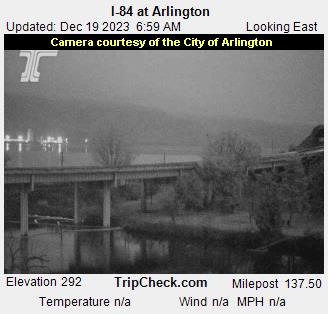 I-84 at Arlington
Updated: Dec 19 2023 6:59 AM Looking East
Camera courtesy of the City of Arlington
Elevation 292 TripCheck.com Milepost 137.50
Temperature n/a Wind n/a MPH n/a